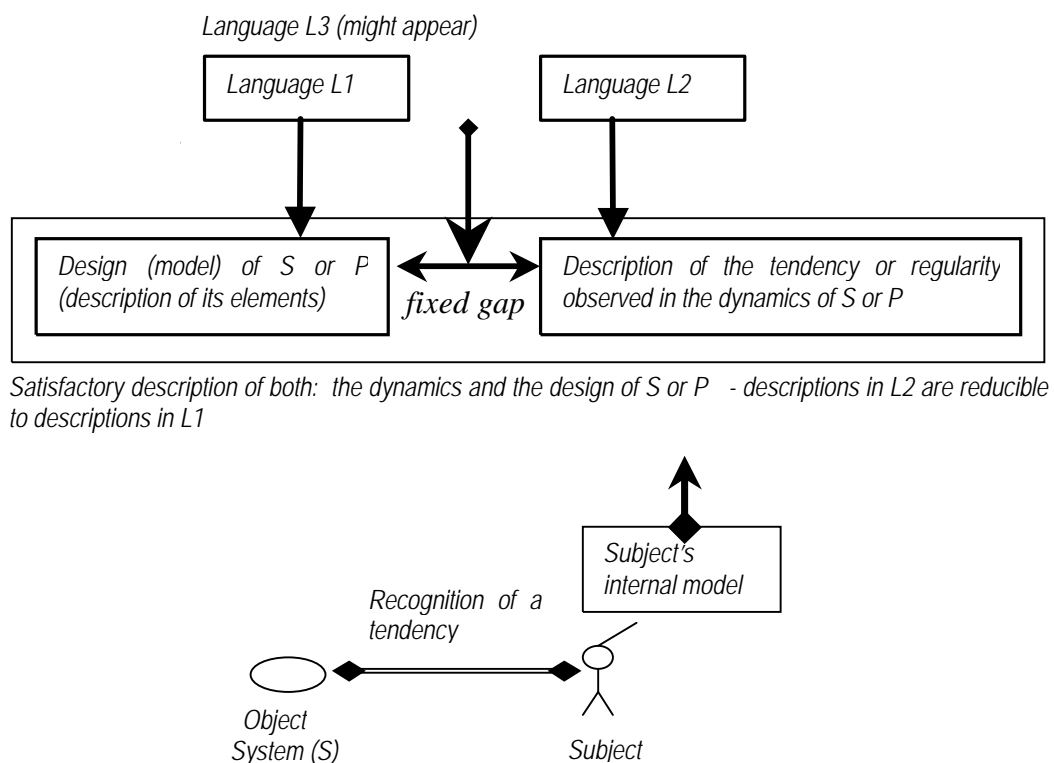 Language L3 (might appear)
Language L1
Language L2
Design (model) of S or P
(description of its elements)
fixed gap
Description of the tendency or regularity
observed in the dynamics of S or P
Satisfactory description of both: the dynamics and the design of S or P - descriptions in L2 are reducible
to descriptions in L1
Subject's
internal model
Recognition of a
tendency
Object
System (S)
Subject